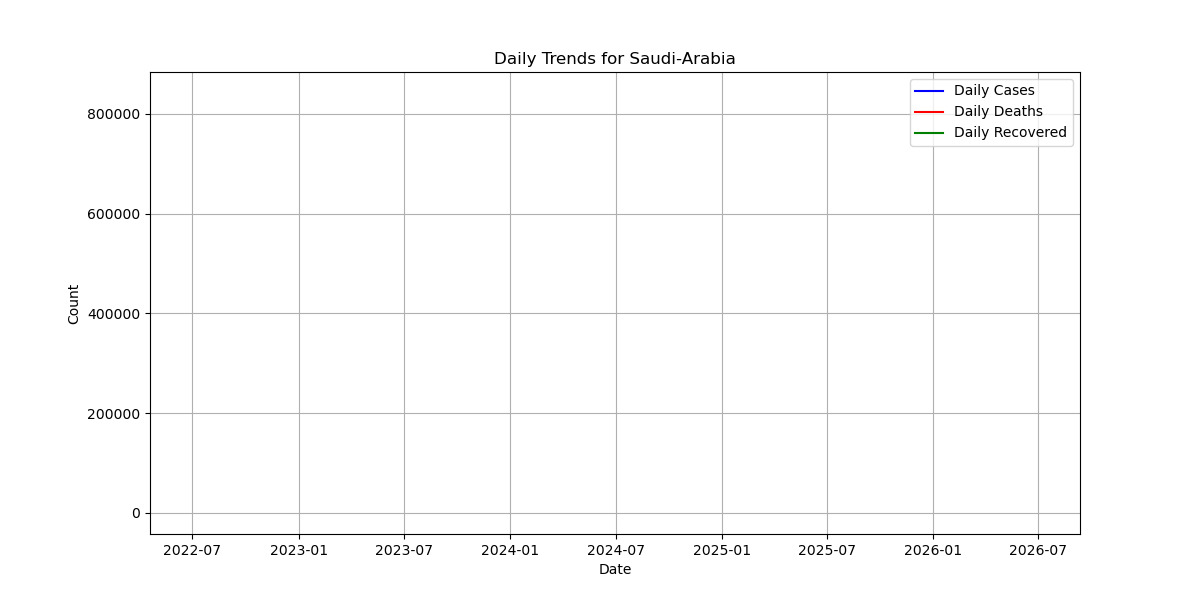 Daily Trends for Saudi-Arabia
Daily Cases
Daily Deaths
Daily Recovered
800000
600000
400000
200000
0
Count
2022-07 2023-01 2023-07 2024-01 2024-07 2025-01 2025-07 2026-01 2026-07
Date